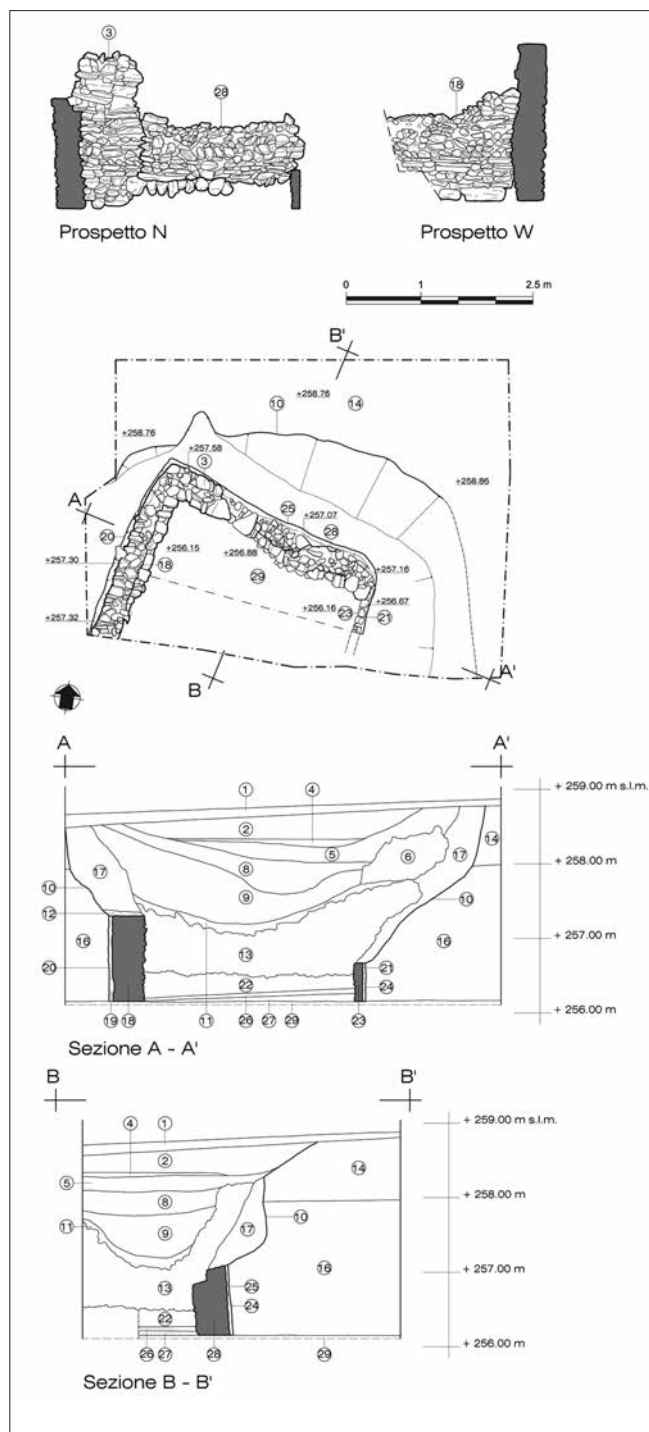 3
28
18
Prospetto N
Prospetto W
0 1 2.5 m
B'
+258.76
10 14
+258.76
+257.58
3
+258.86
A
25
+257.07
28
20
+256.15
+256.88
+257.30
18
29
+257.16
+256.16 23
+256.67
21
+257.32
B
A'
A A'
1 4
+ 259.00 m s.l.m.
2
5 6 14
17 8 17
+ 258.00 m
10 9 10
12
16 13 16
+ 257.00 m
20 22 21
24
+ 256.00 m
19 18 11 26 27 29 23
Sezione A - A'
B B'
4 1
+ 259.00 m s.l.m.
2
14
5
8
+ 258.00 m
11 17 10
9
16
+ 257.00 m
13 25
24
22
+ 256.00 m
26 27 28 29
Sezione B - B'